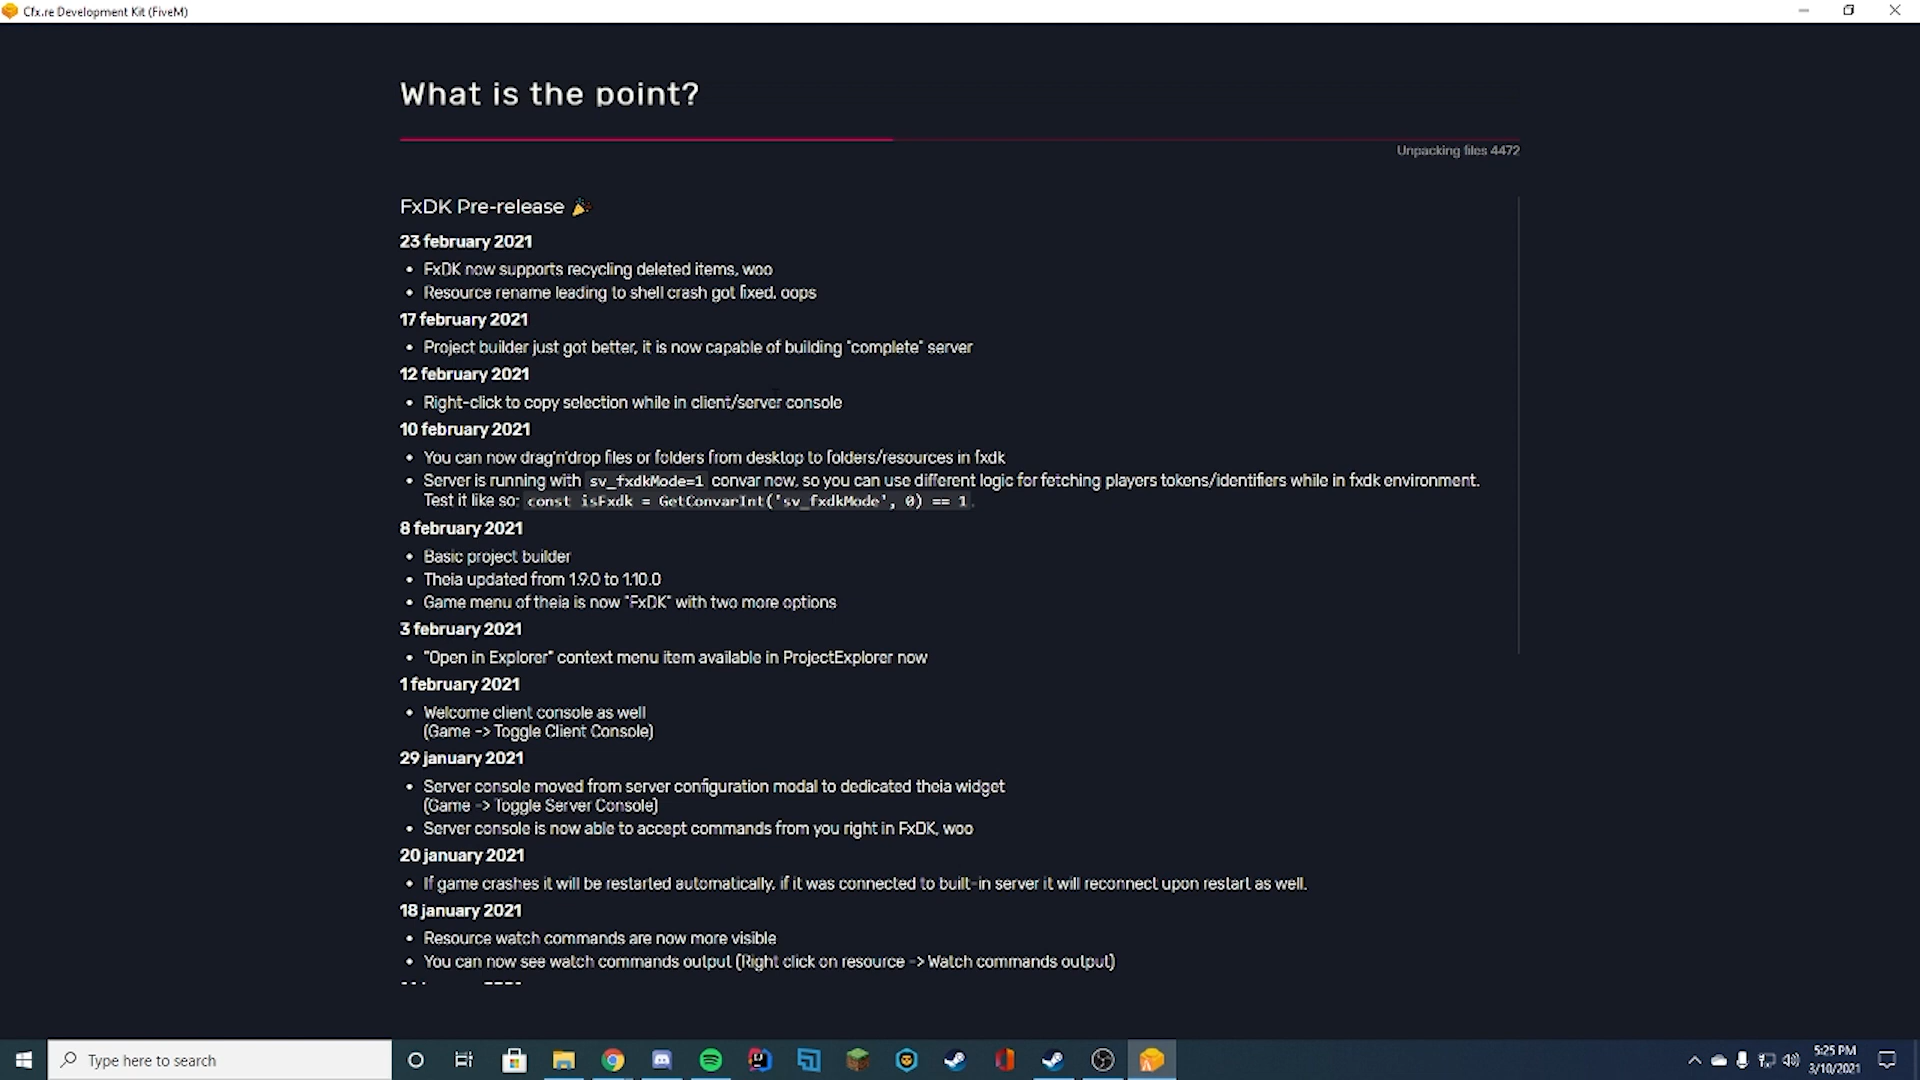 Cfx.re Development Kit (FiveM)
What is the point?
Unpacking files 4472
FxDK Pre-release
23 february 2021
• FxDK now supports recycling deleted items, woo
• Resource rename leading to shell crash got fixed, oops
17 february 2021
• Project builder just got better, it is now capable of building "complete" server
12 february 2021
• Right-click to copy selection while in client/server console
10 february 2021
• You can now drag'n'drop files or folders from desktop to folders/resources in fxdk
• Server is running with sv_fxdkMode=1 convar now, so you can use different logic for fetching players tokens/identifiers while in fxdk environment.
Test it like so: const isFxdk = GetConvarInt('sv_fxdkMode', 0) == 1.
8 february 2021
• Basic project builder
• Theia updated from 1.9.0 to 1.10.0
• Game menu of theia is now "FxDK" with two more options
3 february 2021
• "Open in Explorer" context menu item available in ProjectExplorer now
1 february 2021
• Welcome client console as well
(Game -> Toggle Client Console)
29 january 2021
• Server console moved from server configuration modal to dedicated theia widget
(Game -> Toggle Server Console)
• Server console is now able to accept commands from you right in FxDK, woo
20 january 2021
• If game crashes it will be restarted automatically, if it was connected to built-in server it will reconnect upon restart as well.
18 january 2021
• Resource watch commands are now more visible
• You can now see watch commands output (Right click on resource -> Watch commands output)
Type here to search
5:25 PM
3/10/2021